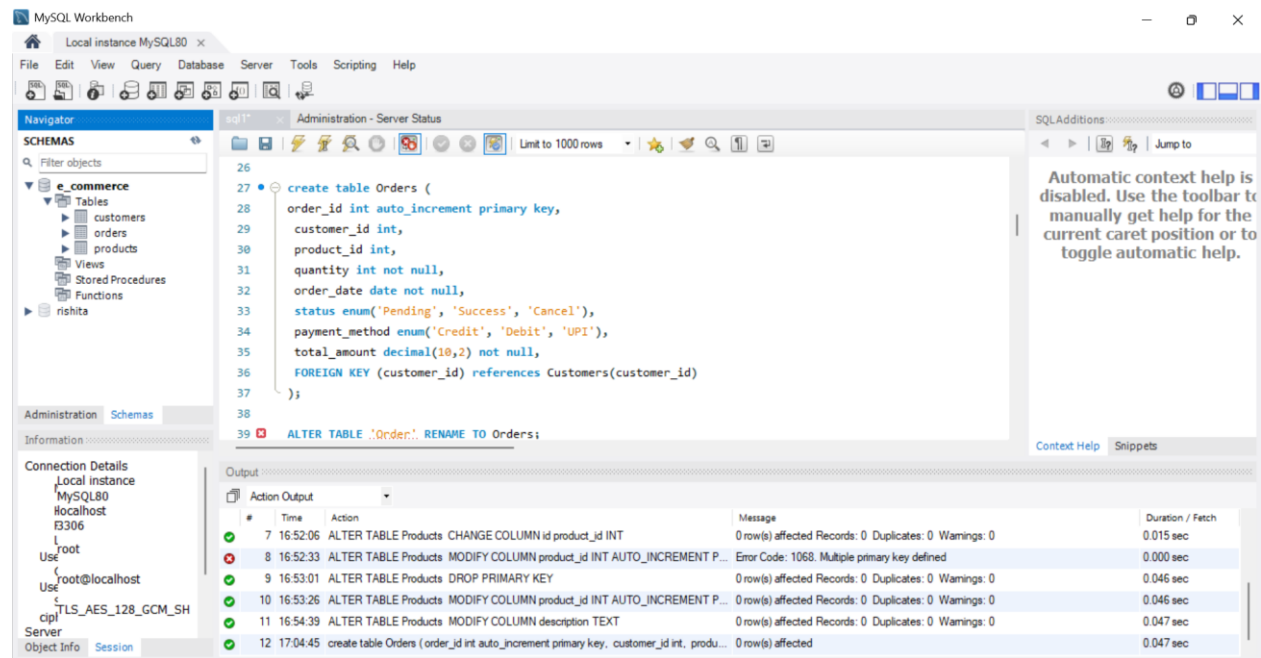 MySQL Workbench
Local instance MySQL80
File Edit View Query Database Server Tools Scripting Help
Navigator
SCHEMAS
Filter objects
e_commerce
Tables
customers
orders
products
Views
Stored Procedures
Functions
rishita
Administration Schemas
Information
Connection Details
Local instance
MySQL80
localhost
3306
root
Use
root@localhost
Use
TLS_AES_128_GCM_SH
cipl
Server
Object Info Session
sql1* Administration - Server Status
Limit to 1000 rows
26
27 create table Orders (
28 order_id int auto_increment primary key,
29 customer_id int,
30 product_id int,
31 quantity int not null,
32 order_date date not null,
33 status enum('Pending', 'Success', 'Cancel'),
34 payment_method enum('Credit', 'Debit', 'UPI'),
35 total_amount decimal(10,2) not null,
36 FOREIGN KEY (customer_id) references Customers(customer_id)
37 );
38
39 ALTER TABLE 'Order' RENAME TO Orders;
SQLAdditions
Jump to
Automatic context help is
disabled. Use the toolbar to
manually get help for the
current caret position or to
toggle automatic help.
Context Help Snippets
Output
Action Output
# Time Action Message Duration / Fetch
7 16:52:06 ALTER TABLE Products CHANGE COLUMN id product_id INT 0 row(s) affected Records: 0 Duplicates: 0 Warnings: 0 0.015 sec
8 16:52:33 ALTER TABLE Products MODIFY COLUMN product_id INT AUTO_INCREMENT P... Error Code: 1068. Multiple primary key defined 0.000 sec
9 16:53:01 ALTER TABLE Products DROP PRIMARY KEY 0 row(s) affected Records: 0 Duplicates: 0 Warnings: 0 0.046 sec
10 16:53:26 ALTER TABLE Products MODIFY COLUMN product_id INT AUTO_INCREMENT P... 0 row(s) affected Records: 0 Duplicates: 0 Warnings: 0 0.046 sec
11 16:54:39 ALTER TABLE Products MODIFY COLUMN description TEXT 0 row(s) affected Records: 0 Duplicates: 0 Warnings: 0 0.047 sec
12 17:04:45 create table Orders ( order_id int auto_increment primary key, customer_id int, produ... 0 row(s) affected 0.047 sec